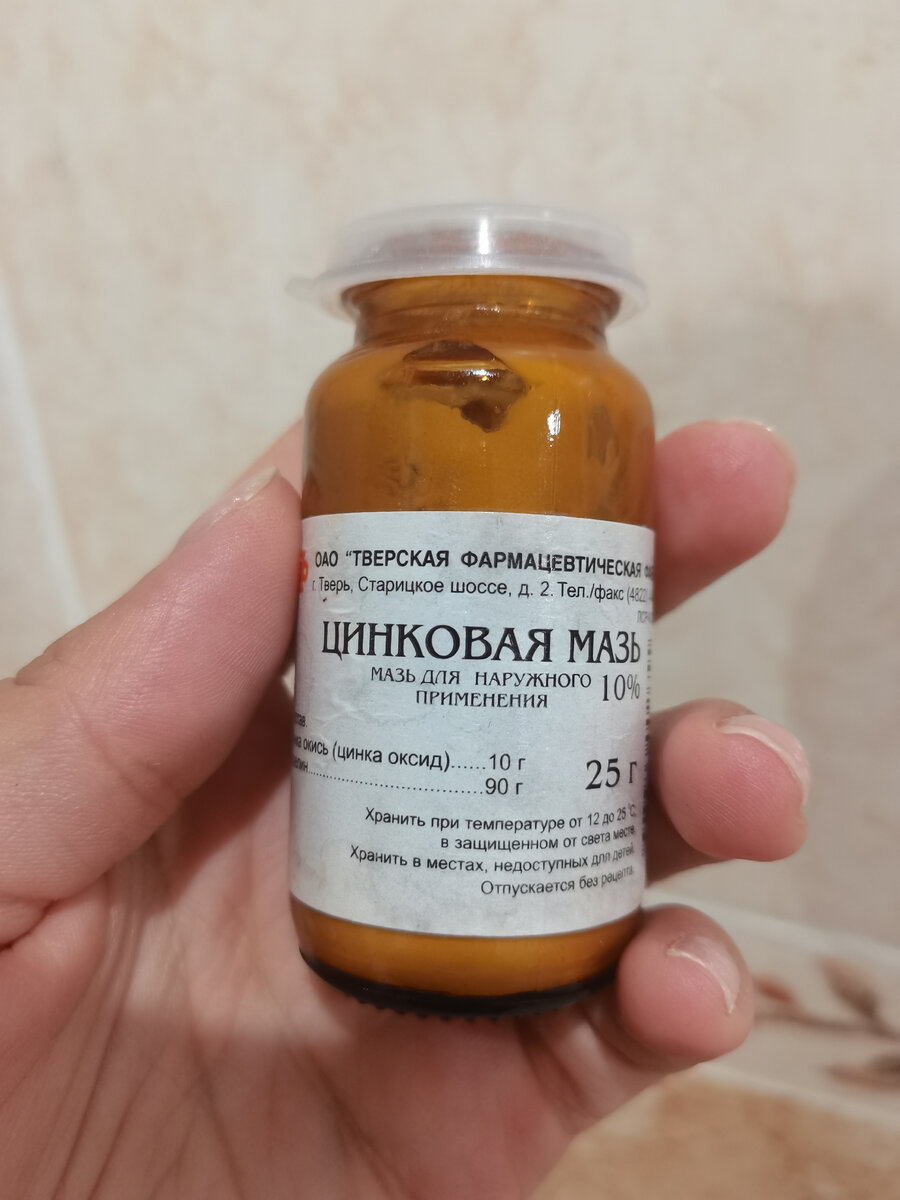 ОАО "ТВЕРСКАЯ ФАРМАЦЕВТИЧЕСКАЯ
г. Тверь, Старицкое шоссе, д. 2. Тел./факс (4822)
ЦИНКОВАЯ МАЗЬ
МАЗЬ ДЛЯ НАРУЖНОГО 10%
ПРИМЕНЕНИЯ
окись (цинка оксид)......10 г
90 г
25 г
Хранить при температуре от 12 до 25 °С,
в защищенном от света месте.
Хранить в местах, недоступных для детей.
Отпускается без рецепта.